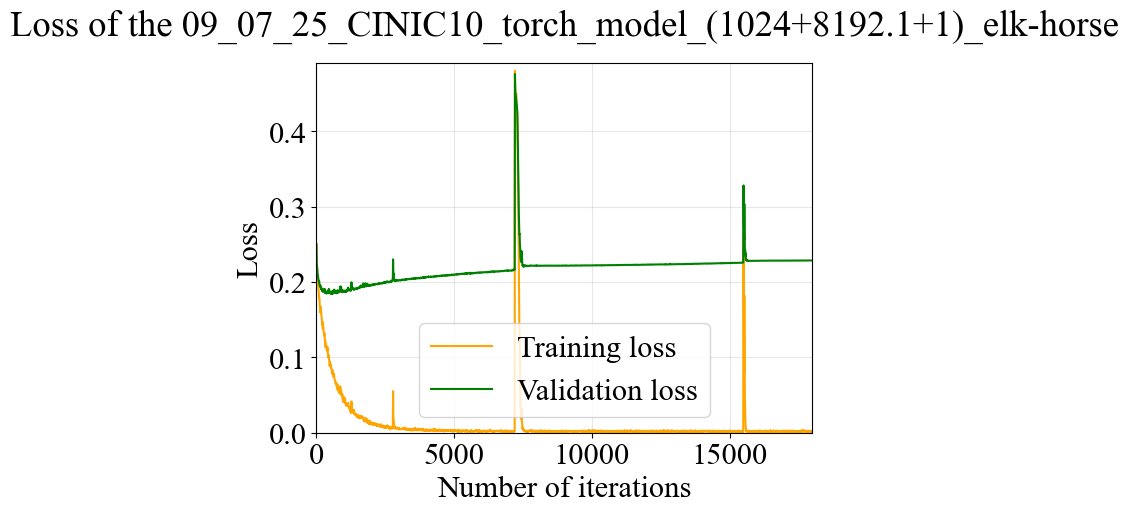 Loss of the 09_07_25_CINIC10_torch_model_(1024+8192.1+1)_elk-horse
0.4
0.3
Loss
0.2
0.1
0.0
Training loss
Validation loss
0 5000 10000 15000
Number of iterations